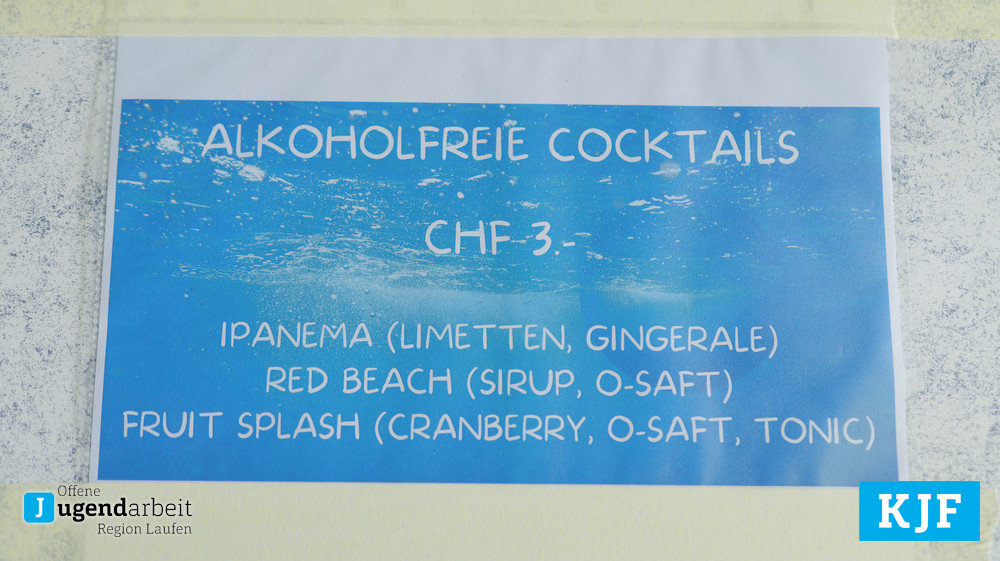 ALKOHOLFREIE COCKTAILS
CHF 3.-
IPANEMA (LIMETTEN, GINGERALE)
RED BEACH (SIRUP, O-SAFT)
FRUIT SPLASH (CRANBERRY, O-SAFT, TONIC)
Offene
Jugendarbeit
Region Laufen
KJF